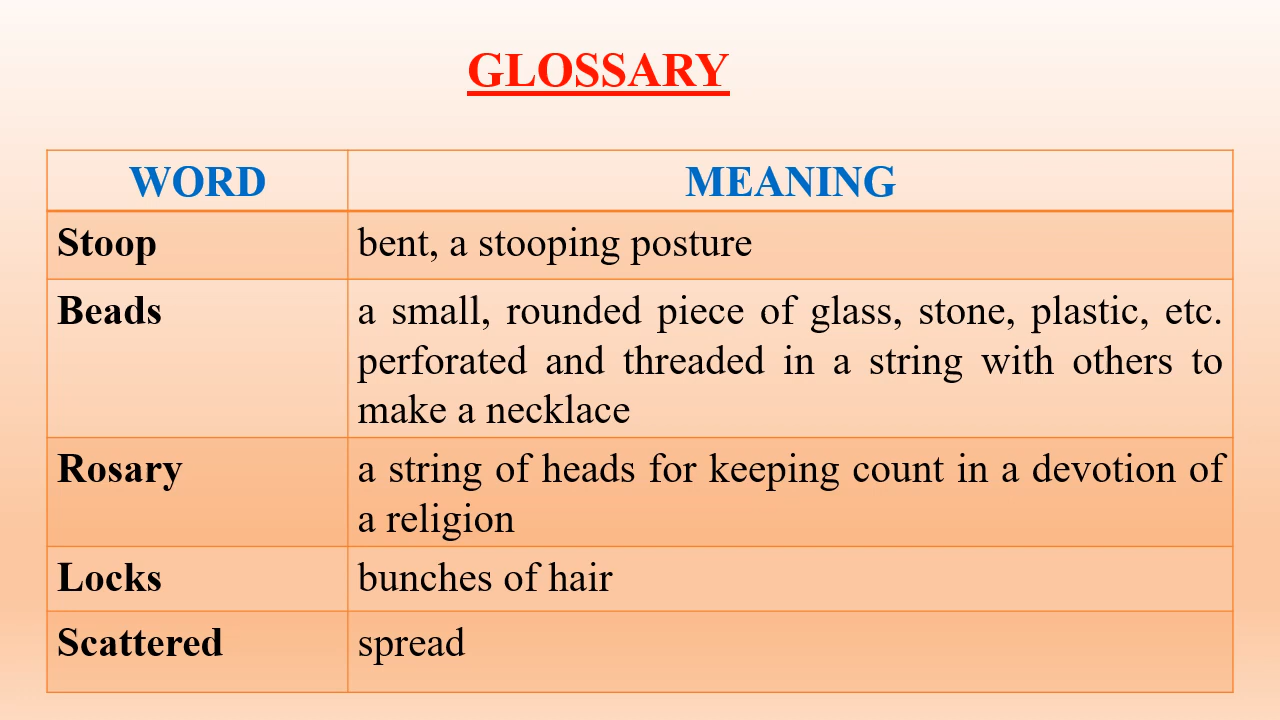 GLOSSARY
WORD MEANING
Stoop bent, a stooping posture
Beads a small, rounded piece of glass, stone, plastic, etc.
perforated and threaded in a string with others to
make a necklace
Rosary a string of heads for keeping count in a devotion of
a religion
Locks bunches of hair
Scattered spread